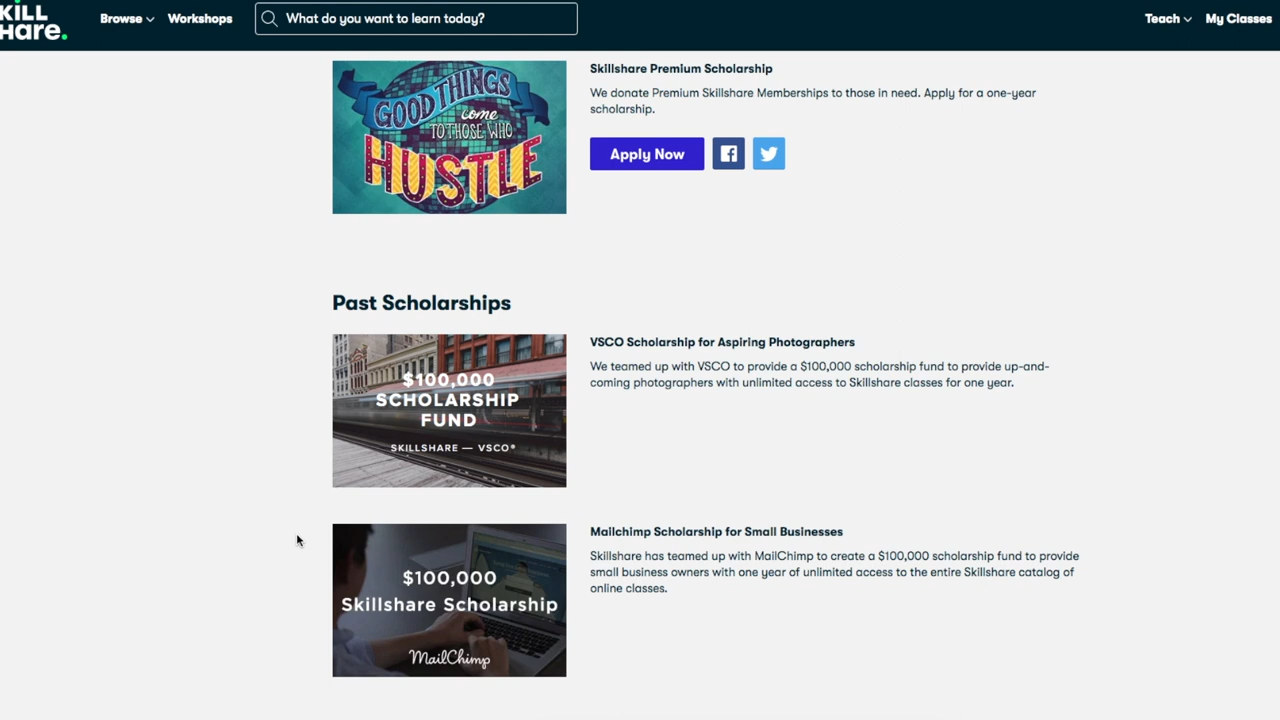 KILL
Hare.
Browse
Workshops
What do you want to learn today?
Teach
My Classes
GOOD THINGS
come
TO THOSE WHO
HUSTLE
Skillshare Premium Scholarship
We donate Premium Skillshare Memberships to those in need. Apply for a one-year
scholarship.
Apply Now
Past Scholarships
$100,000
SCHOLARSHIP
FUND
SKILLSHARE — VSCO®
VSCO Scholarship for Aspiring Photographers
We teamed up with VSCO to provide a $100,000 scholarship fund to provide up-and-
coming photographers with unlimited access to Skillshare classes for one year.
$100,000
Skillshare Scholarship
MailChimp
Mailchimp Scholarship for Small Businesses
Skillshare has teamed up with MailChimp to create a $100,000 scholarship fund to provide
small business owners with one year of unlimited access to the entire Skillshare catalog of
online classes.